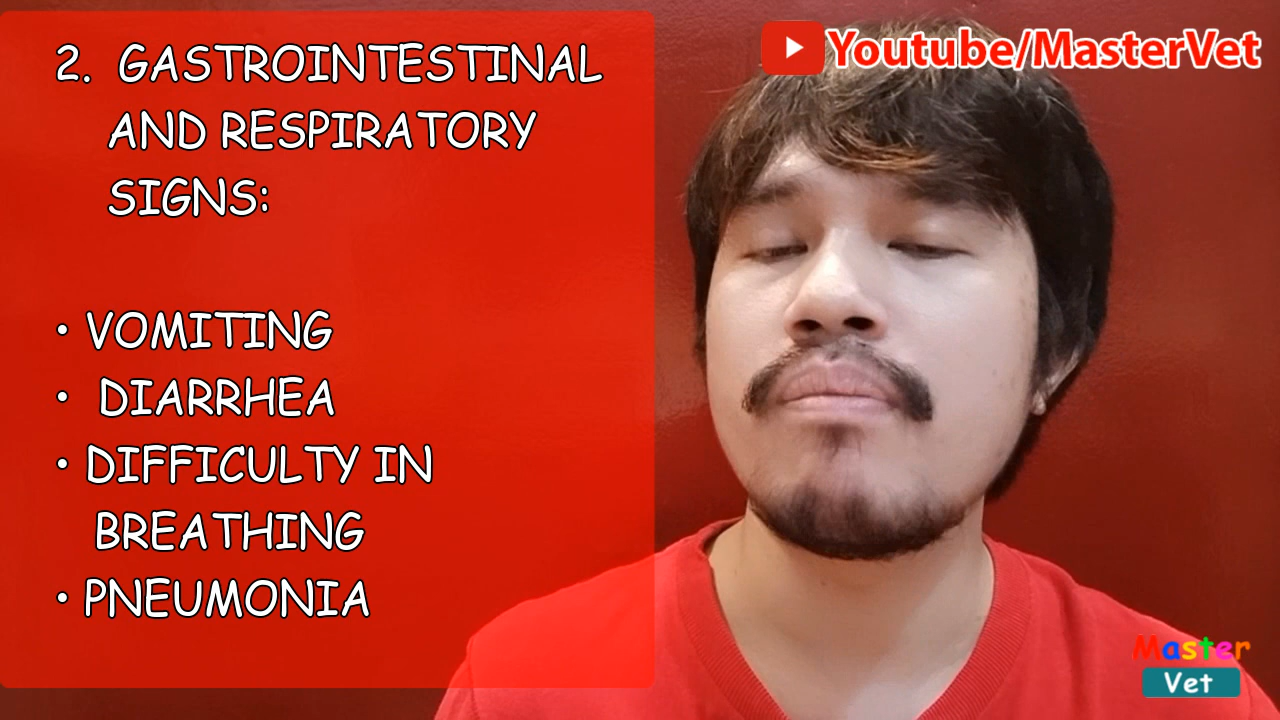 2. GASTROINTESTINAL
AND RESPIRATORY
SIGNS:
• VOMITING
• DIARRHEA
• DIFFICULTY IN
BREATHING
• PNEUMONIA
Youtube/MasterVet
Master
Vet